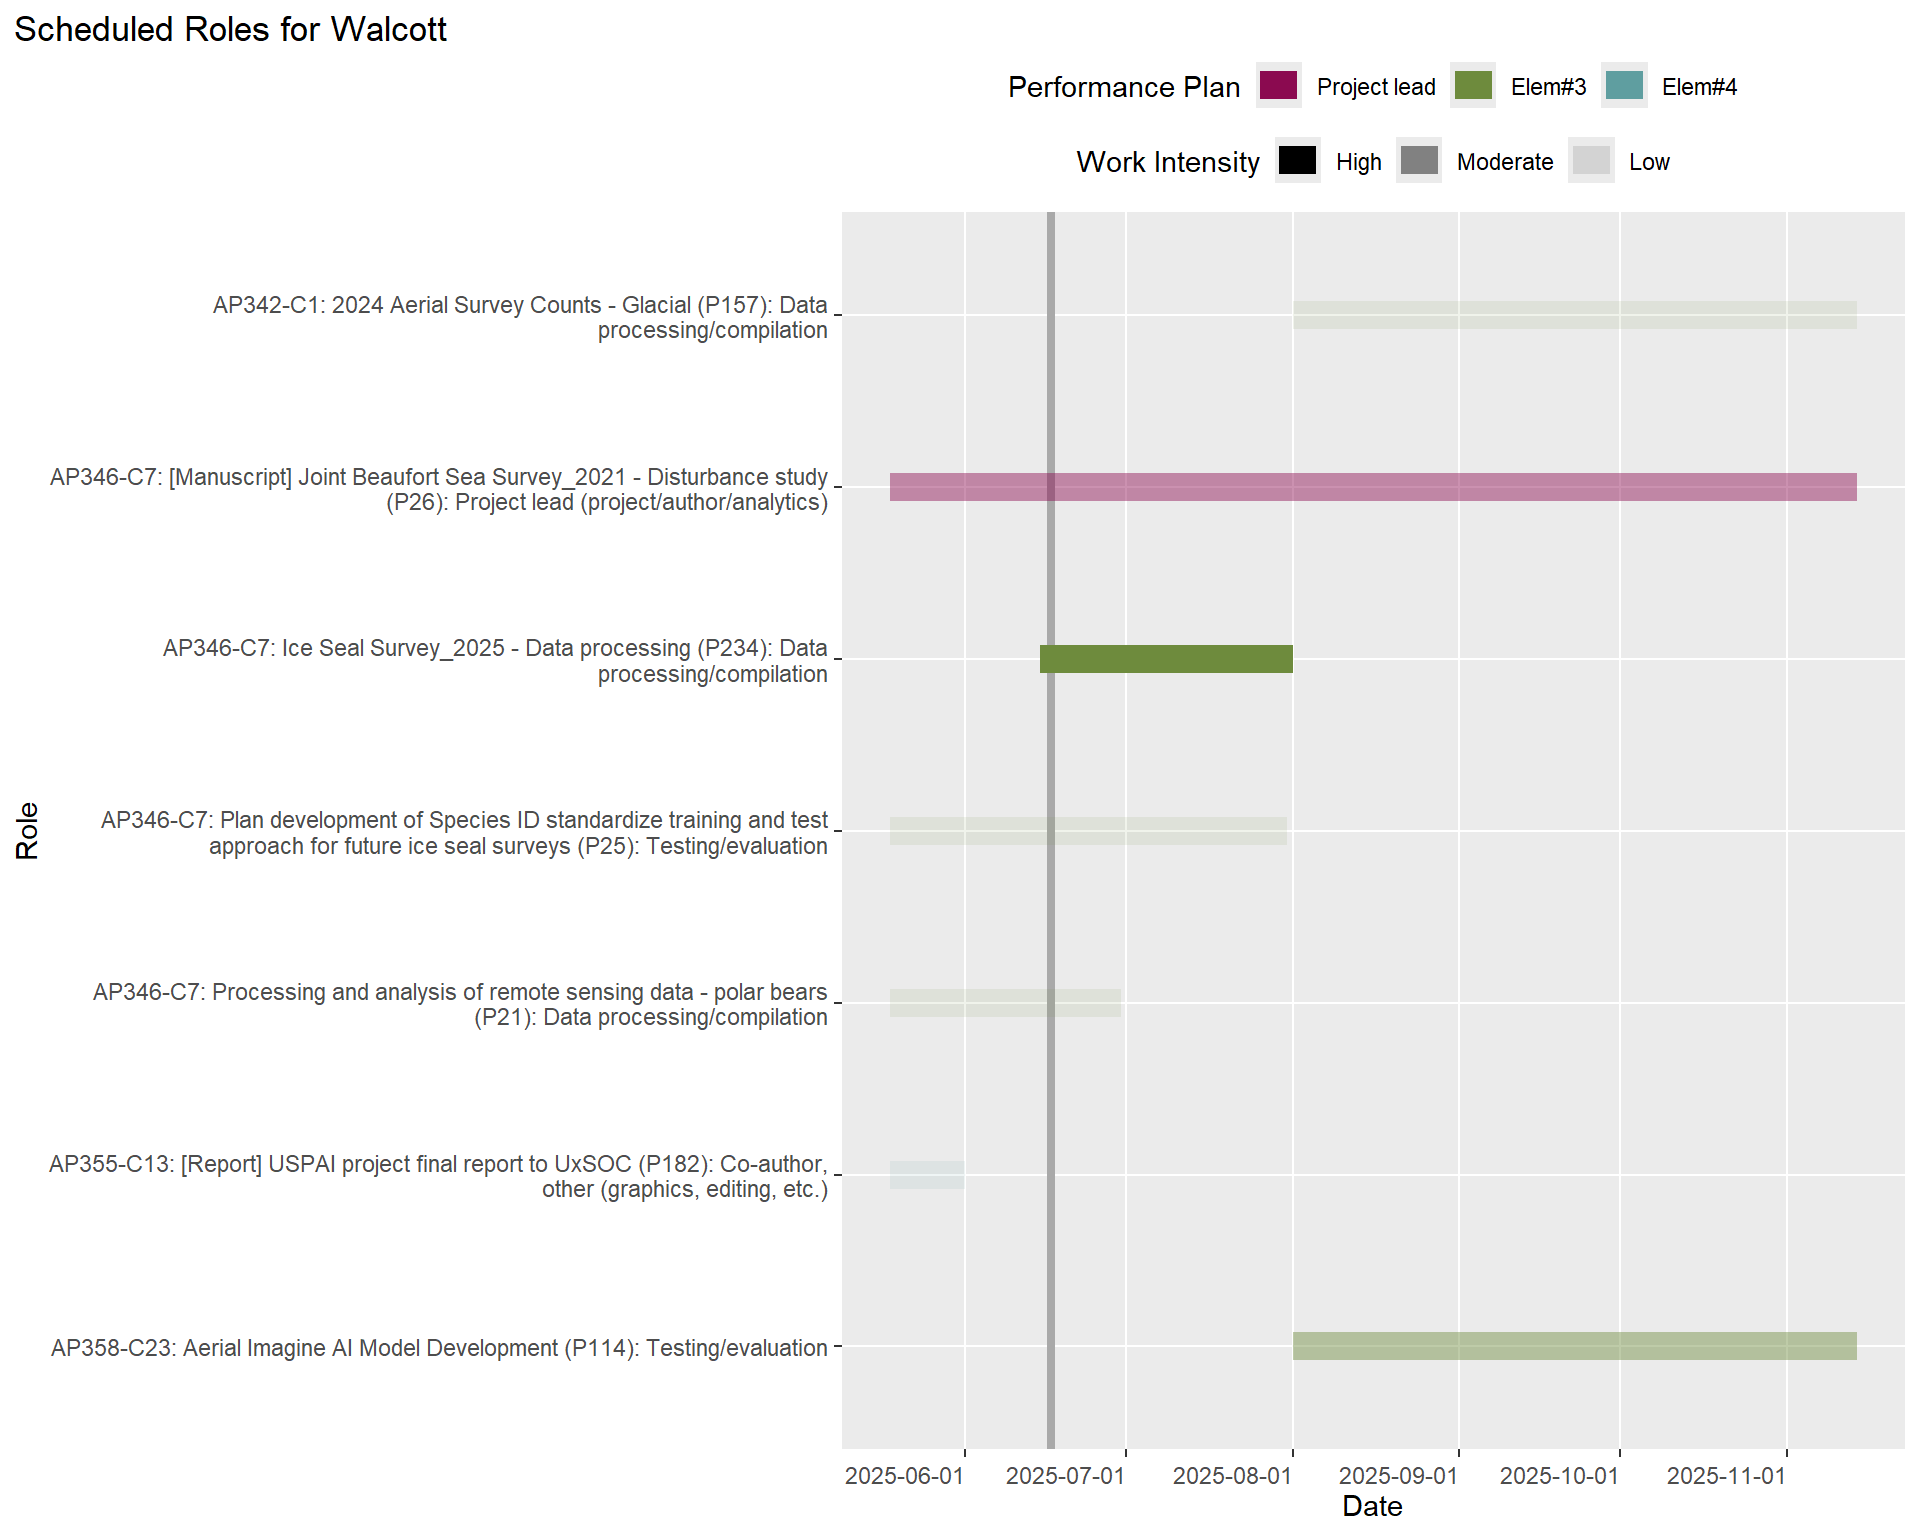 Scheduled Roles for Walcott
Performance Plan Project lead Elem#3 Elem#4
Work Intensity High Moderate Low
AP342-C1: 2024 Aerial Survey Counts - Glacial (P157): Data
processing/compilation
AP346-C7: [Manuscript] Joint Beaufort Sea Survey_2021 - Disturbance study
(P26): Project lead (project/author/analytics)
AP346-C7: Ice Seal Survey_2025 - Data processing (P234): Data
processing/compilation
AP346-C7: Plan development of Species ID standardize training and test
approach for future ice seal surveys (P25): Testing/evaluation
AP346-C7: Processing and analysis of remote sensing data - polar bears
(P21): Data processing/compilation
AP355-C13: [Report] USPAI project final report to UxSOC (P182): Co-author,
other (graphics, editing, etc.)
AP358-C23: Aerial Imagine AI Model Development (P114): Testing/evaluation
Role
2025-06-01 2025-07-01 2025-08-01 2025-09-01 2025-10-01 2025-11-01
Date